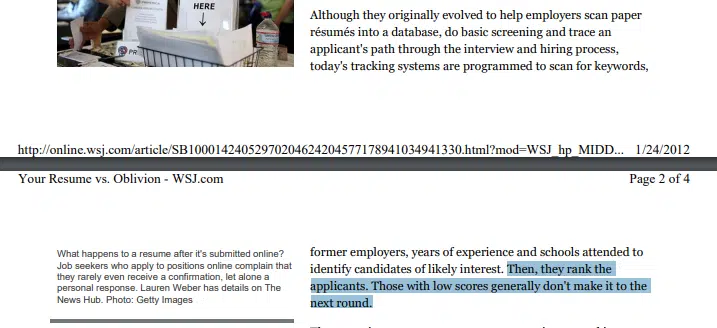 HERE
PR
Although they originally evolved to help employers scan paper
résumés into a database, do basic screening and trace an
applicant's path through the interview and hiring process,
today's tracking systems are programmed to scan for keywords,
http://online.wsj.com/article/SB10001424052970204624204577178941034941330.html?mod=WSJ_hp_MIDD... 1/24/2012
Your Resume vs. Oblivion - WSJ.com Page 2 of 4
What happens to a resume after it's submitted online?
Job seekers who apply to positions online complain that
they rarely even receive a confirmation, let alone a
personal response. Lauren Weber has details on The
News Hub. Photo: Getty Images
former employers, years of experience and schools attended to
identify candidates of likely interest. Then, they rank the
applicants. Those with low scores generally don't make it to the
next round.